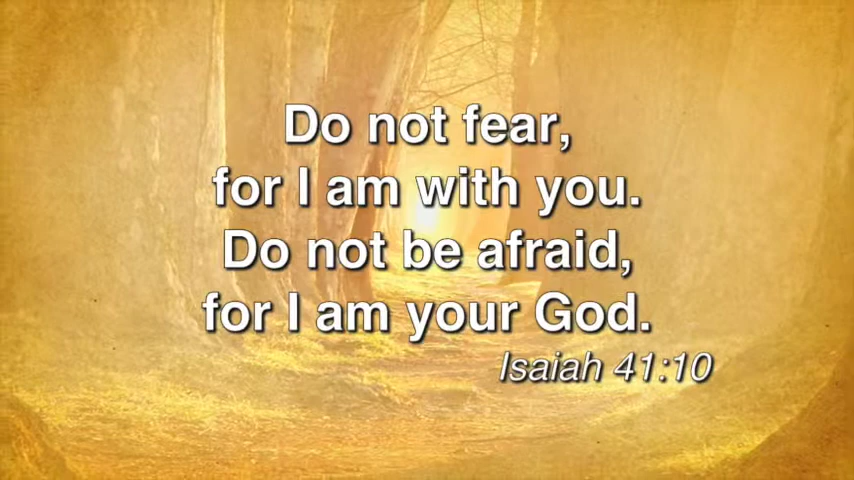 Do not fear,
for I am with you.
Do not be afraid,
for I am your God.
Isaiah 41:10